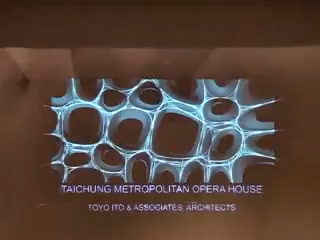 TAICHUNG METROPOLITAN OPERA HOUSE
TOYO ITO & ASSOCIATES, ARCHITECTS